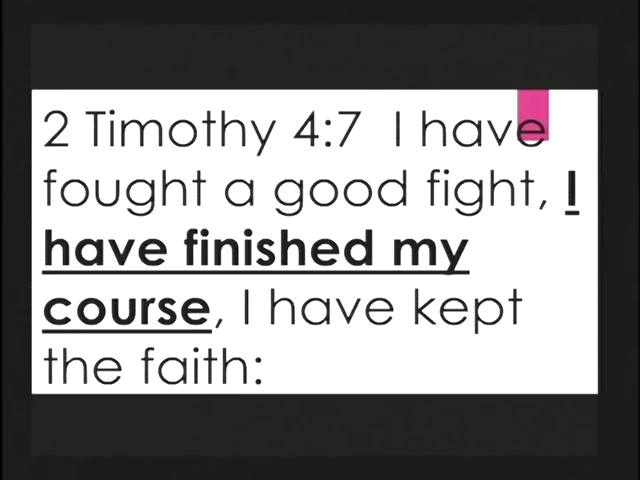 2 Timothy 4:7 I have
fought a good fight, I
have finished my
course, I have kept
the faith: